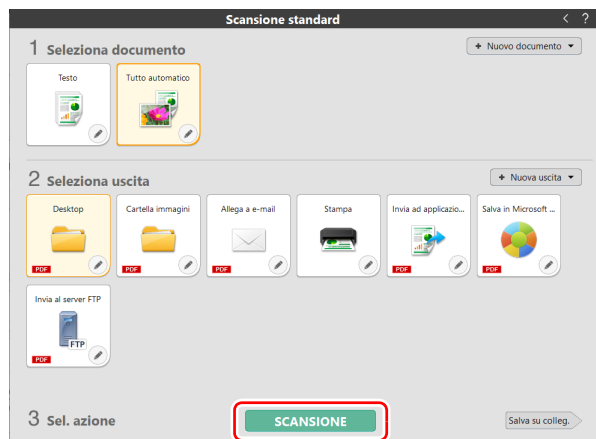 Scansione standard
< ?
1 Seleziona documento
+ Nuovo documento
Testo
Tutto automatico
2 Seleziona uscita
+ Nuova uscita
Desktop
Cartella immagini
Allega a e-mail
Stampa
Invia ad applicazio...
Salva in Microsoft ...
PDF
PDF
PDF
PDF
PDF
Invia al server FTP
FTP
PDF
3 Sel. azione
SCANSIONE
Salva su colleg.